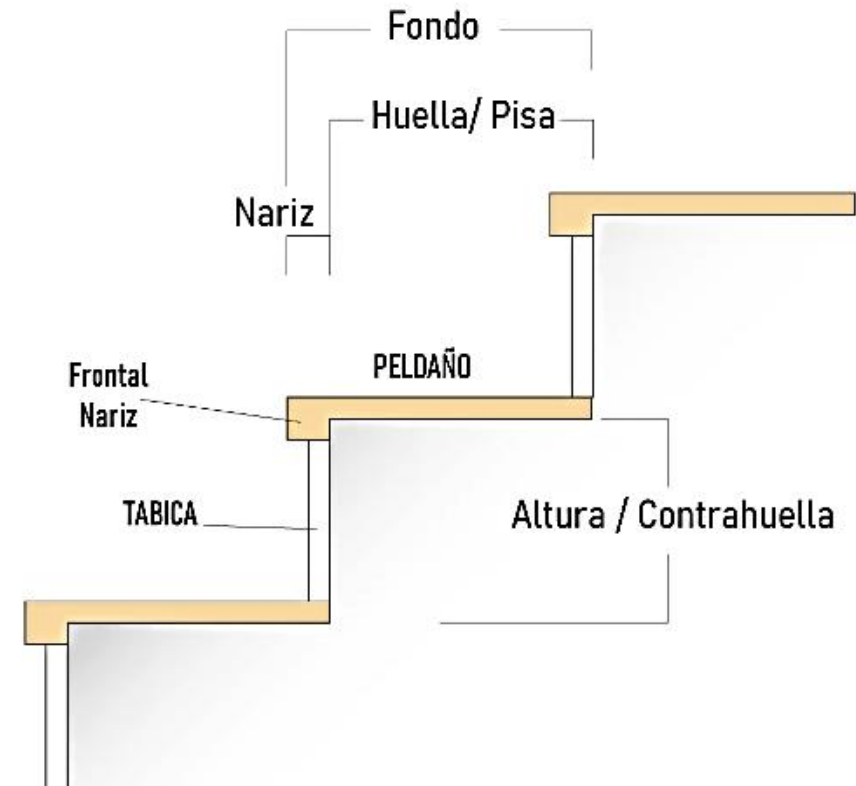 Fondo
Huella/ Pisa
Nariz
PELDAÑO
Frontal
Nariz
TABICA
Altura / Contrahuella